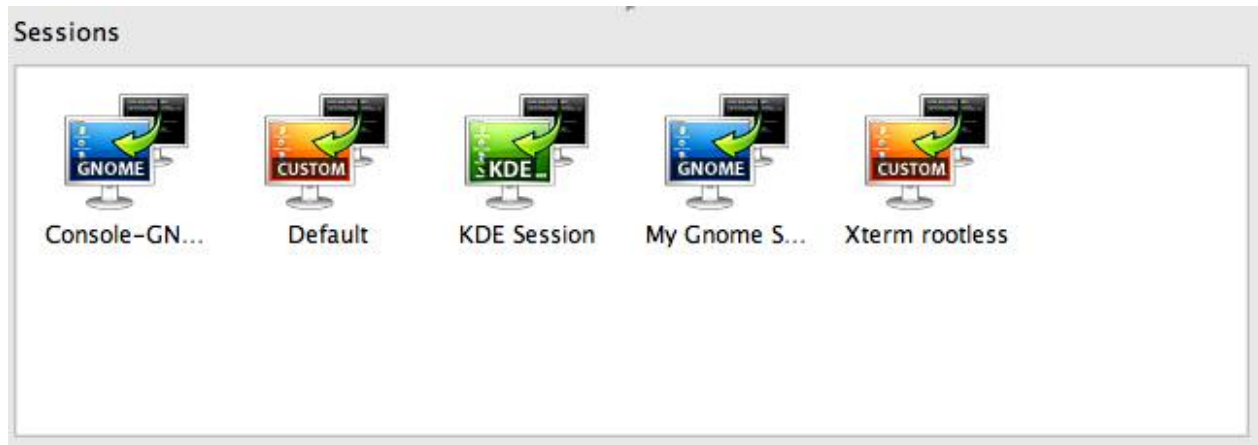 Sessions
GNOME
CUSTOM
KDE...
GNOME
CUSTOM
Console-GN...
Default
KDE Session
My Gnome S...
Xterm rootless